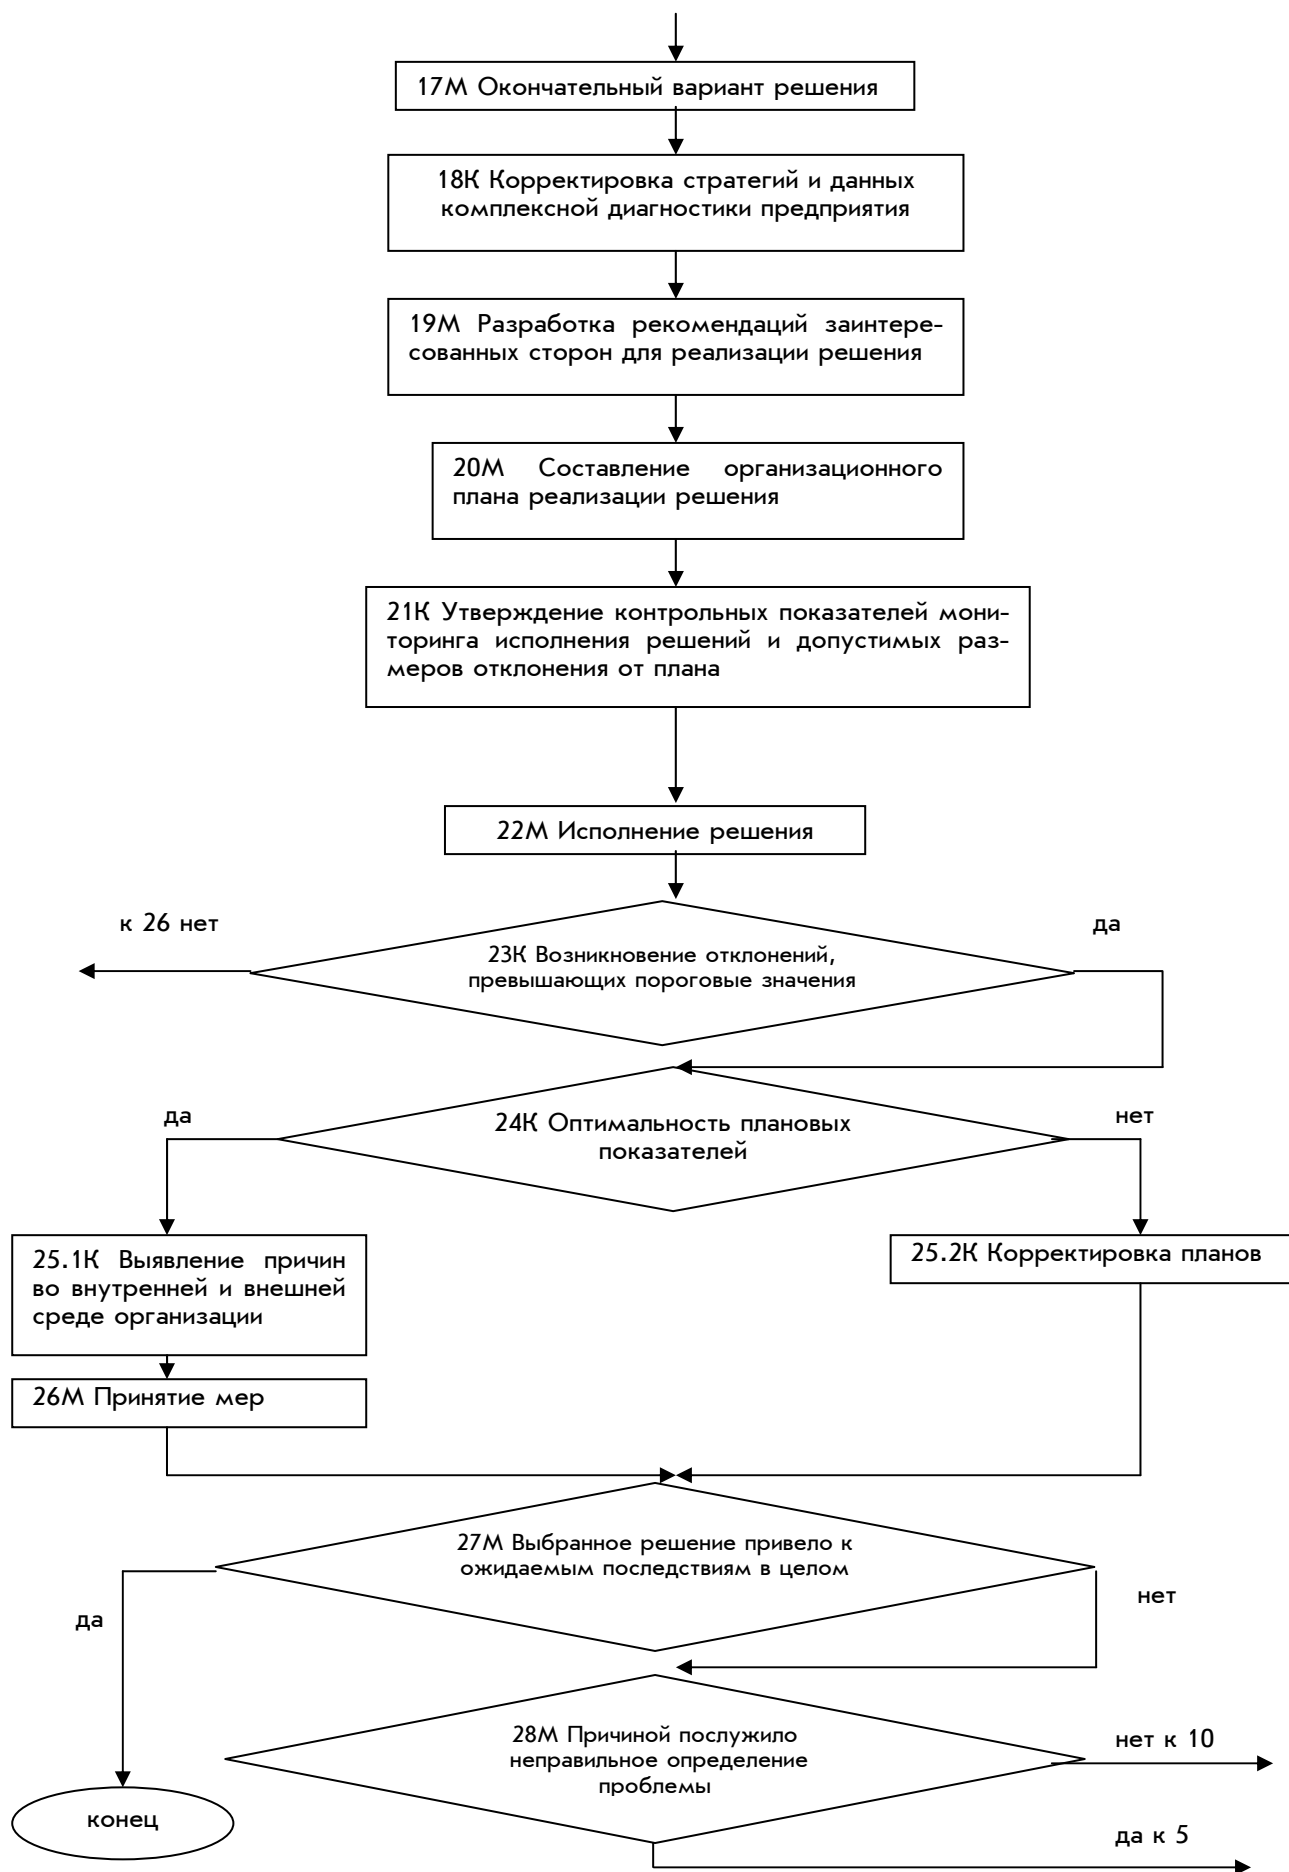 17М Окончательный вариант решения
18К Корректировка стратегий и данных
комплексной диагностики предприятия
19М Разработка рекомендаций заинтере-
сованных сторон для реализации решения
20М Составление организационного
плана реализации решения
21К Утверждение контрольных показателей мони-
торинга исполнения решений и допустимых раз-
меров отклонения от плана
22М Исполнение решения
к 26 нет
да
23К Возникновение отклонений,
превышающих пороговые значения
да
нет
24К Оптимальность плановых
показателей
25.1К Выявление причин
во внутренней и внешней
среде организации
25.2К Корректировка планов
26М Принятие мер
27М Выбранное решение привело к
ожидаемым последствиям в целом
да
нет
28М Причиной послужило
неправильное определение
проблемы
нет к 10
конец
да к 5